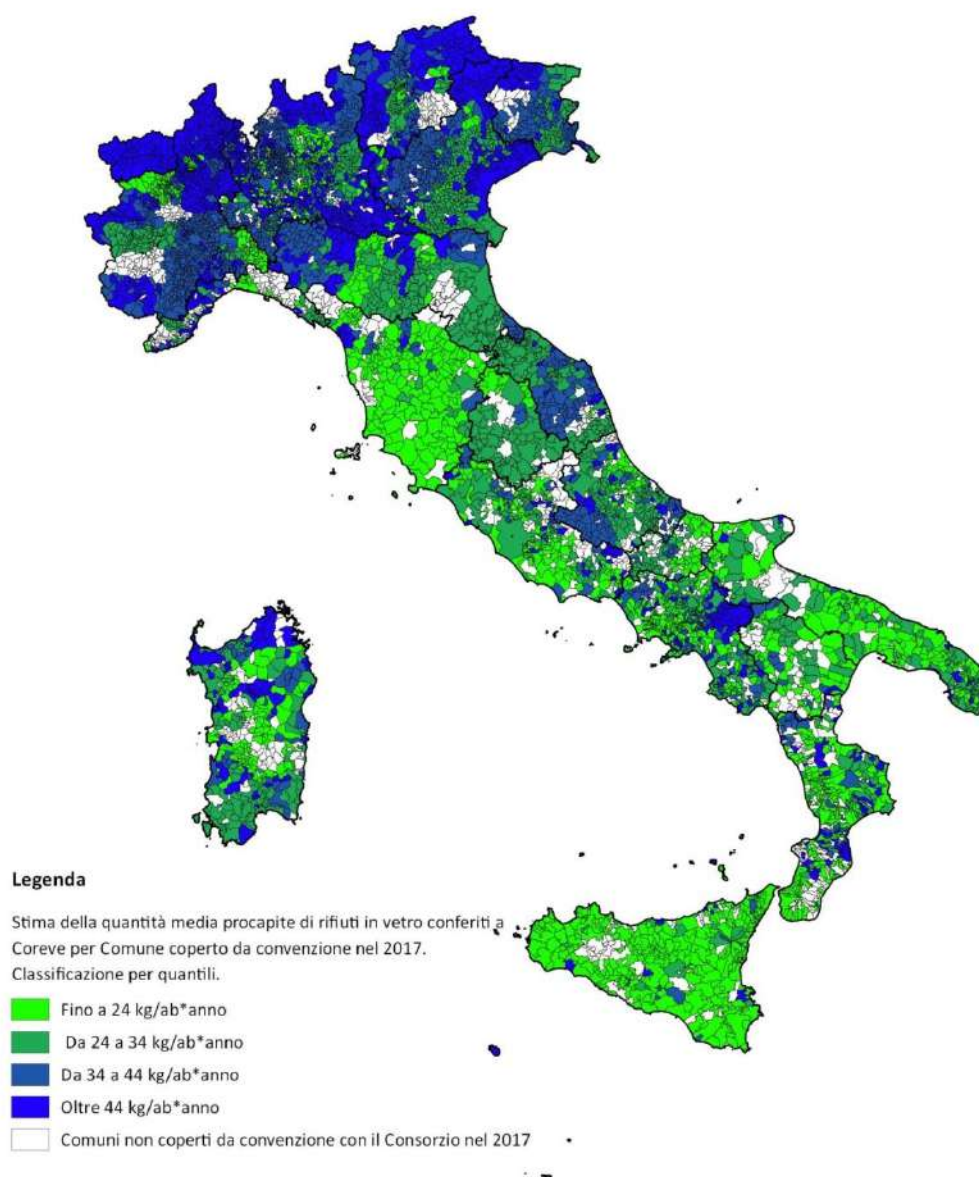 Legenda
Stima della quantità media procapite di rifiuti in vetro conferiti a
Coreve per Comune coperto da convenzione nel 2017.
Classificazione per quantili.
Fino a 24 kg/ab*anno
Da 24 a 34 kg/ab*anno
Da 34 a 44 kg/ab*anno
Oltre 44 kg/ab*anno
Comuni non coperti da convenzione con il Consorzio nel 2017